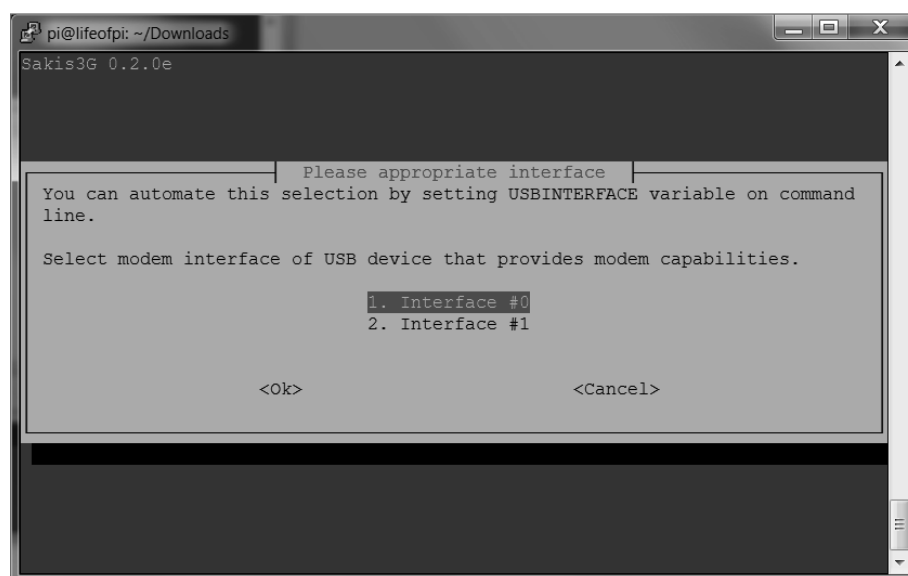 pi@lifeofpi: ~/Downloads
Sakis3G 0.2.0e
Please appropriate interface
You can automate this selection by setting USBINTERFACE variable on command
line.
Select modem interface of USB device that provides modem capabilities.
1. Interface #0
2. Interface #1
<Ok> <Cancel>